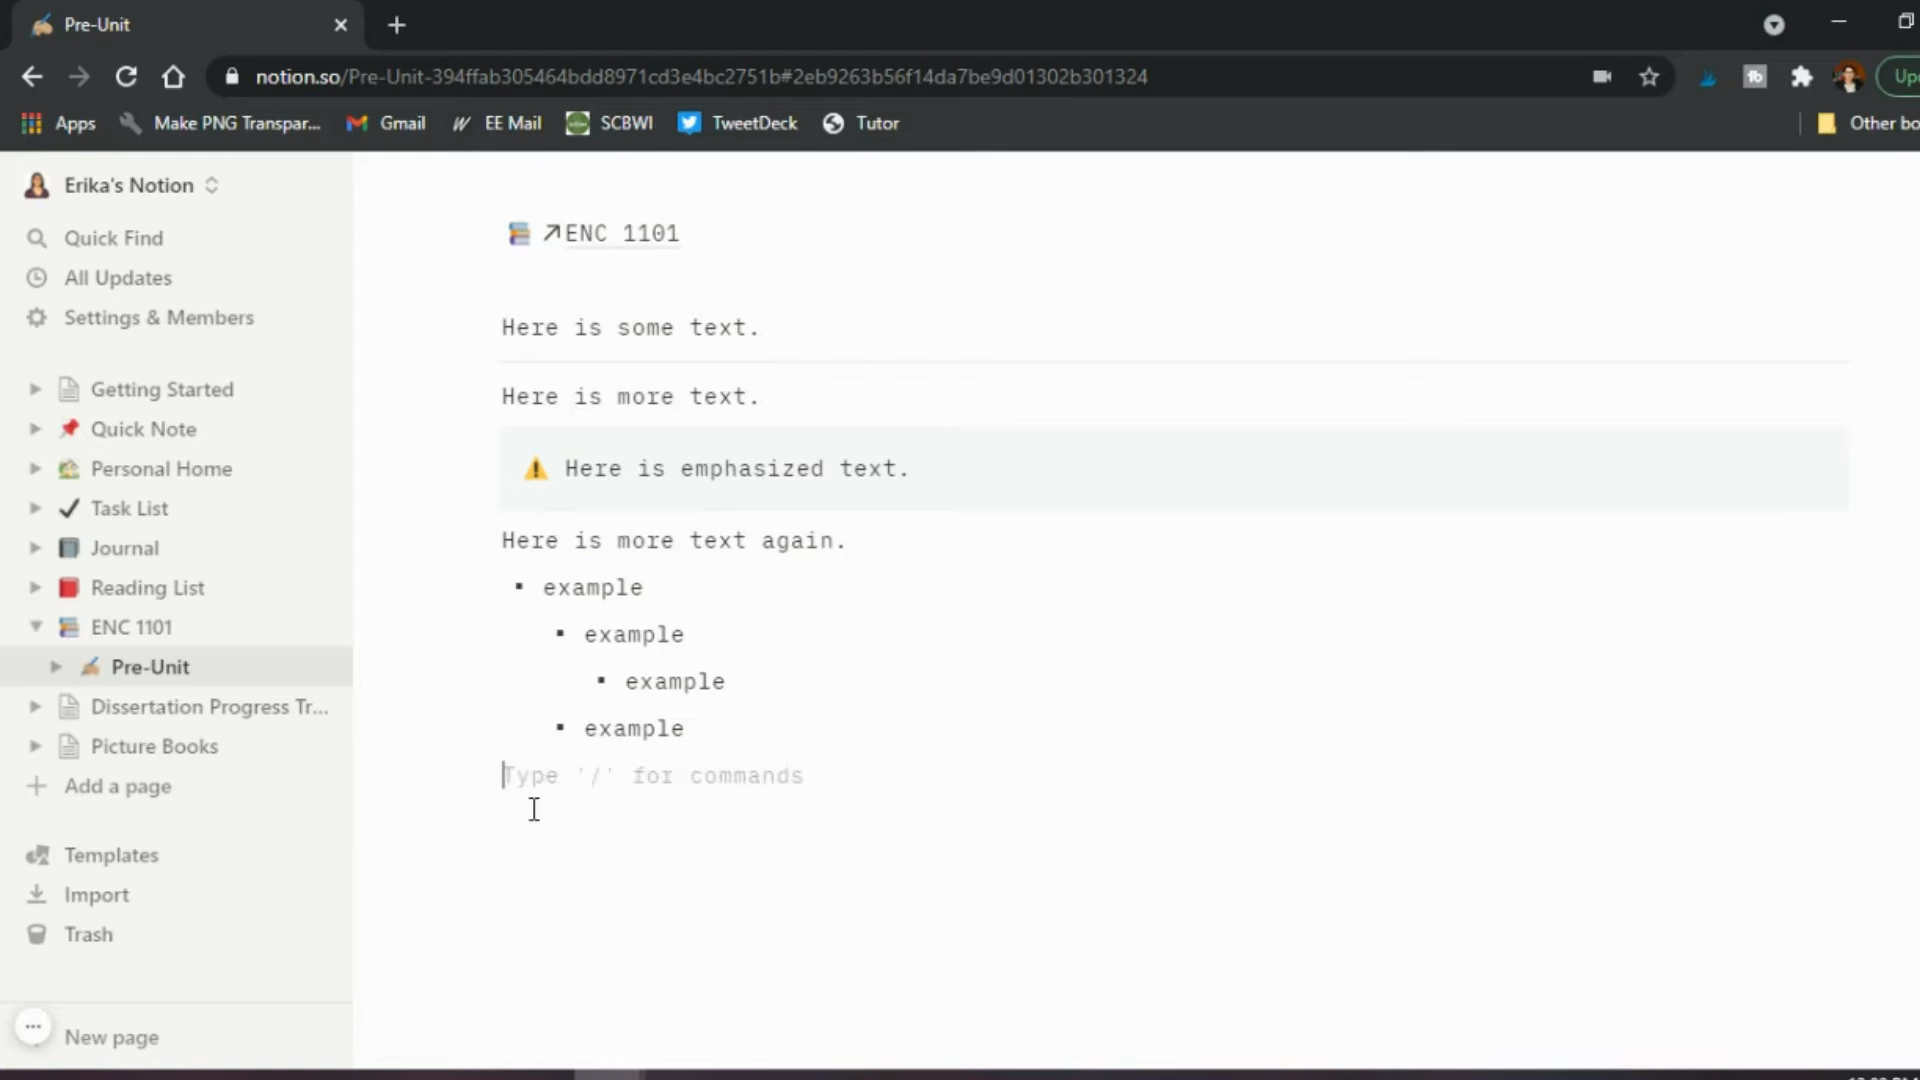 Pre-Unit
notion.so/Pre-Unit-394ffab305464bdd8971cd3e4bc2751b#2eb9263b56f14da7be9d01302b301324
Apps
Make PNG Transpar...
Gmail
EE Mail
SCBWI
TweetDeck
Tutor
Erika's Notion
Quick Find
All Updates
Settings & Members
Getting Started
Quick Note
Personal Home
Task List
Journal
Reading List
ENC 1101
Pre-Unit
Dissertation Progress Tr...
Picture Books
Add a page
Templates
Import
Trash
New page
ENC 1101
Here is some text.
Here is more text.
Here is emphasized text.
Here is more text again.
example
example
example
example
Type '/' for commands